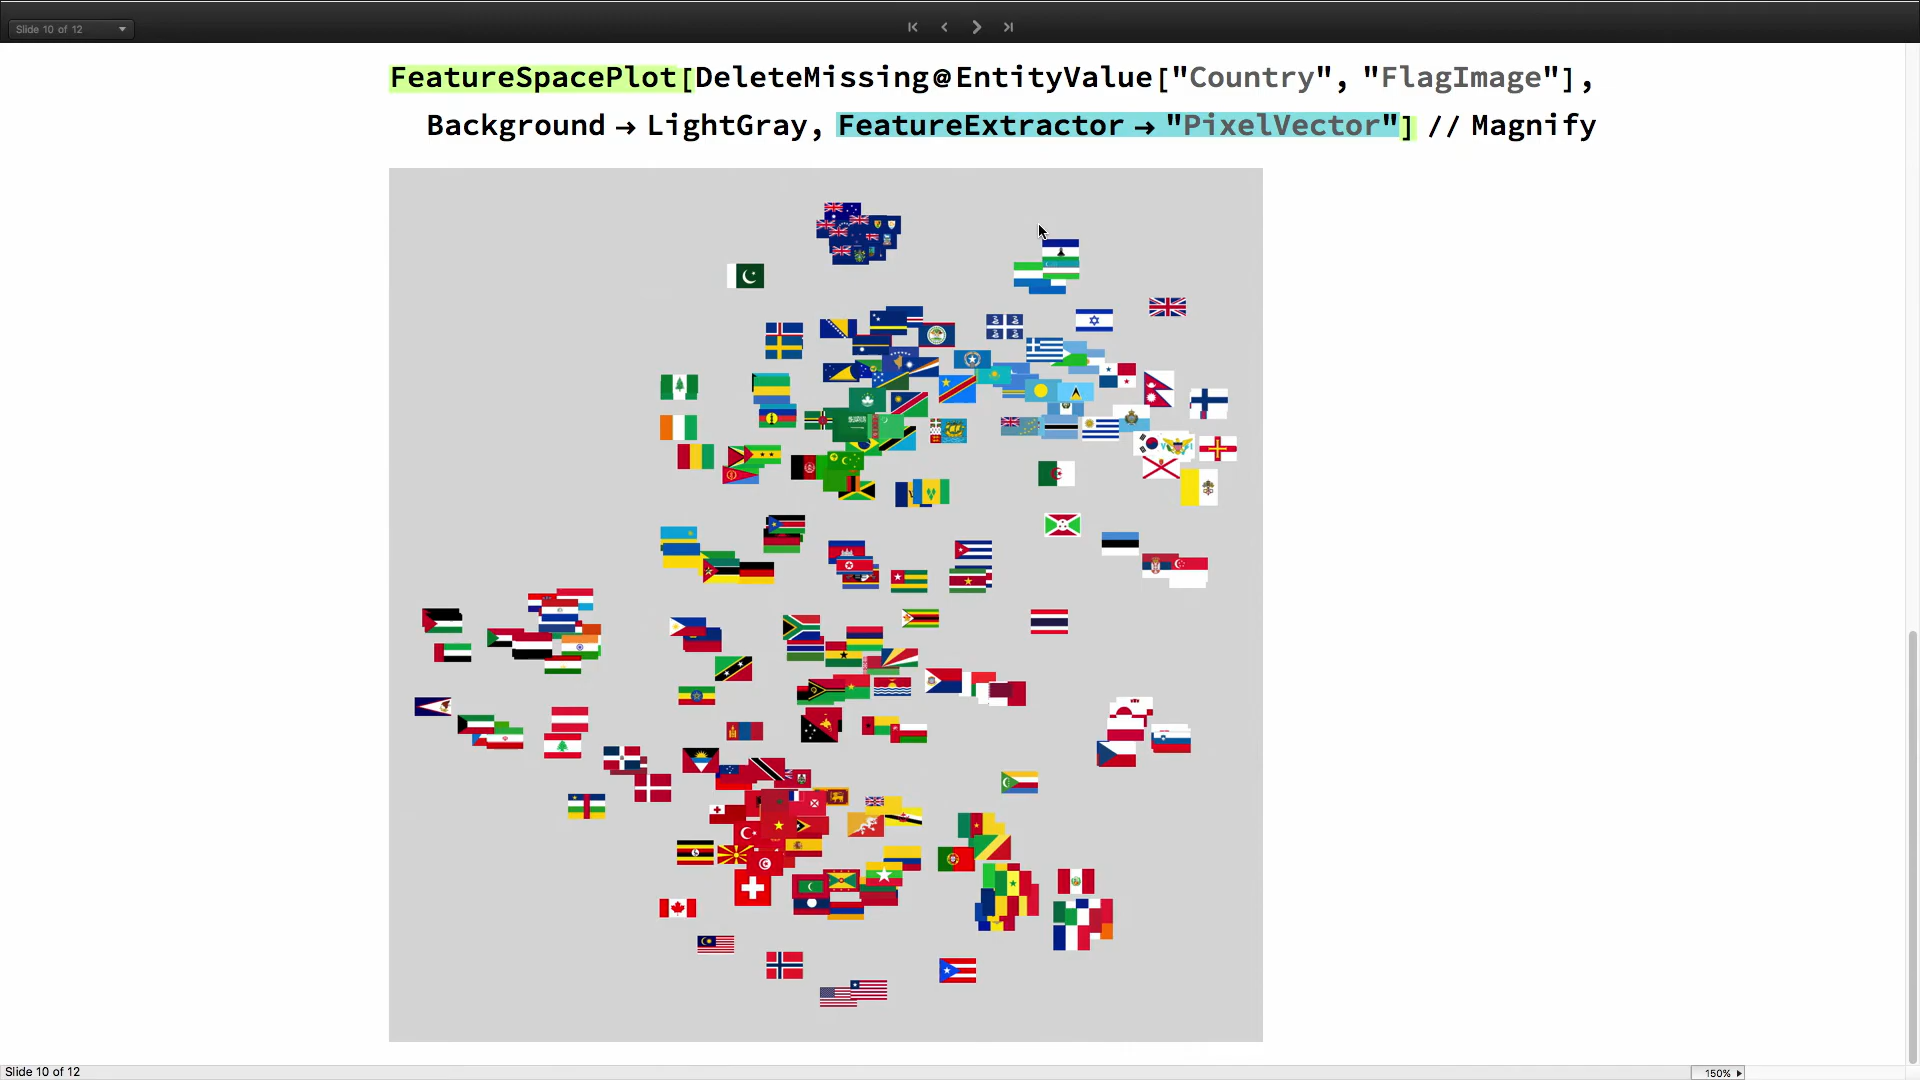 Slide 10 of 12
FeatureSpacePlot[DeleteMissing@EntityValue["Country", "FlagImage"],
Background → LightGray, FeatureExtractor → "PixelVector"] // Magnify
Slide 10 of 12
150%